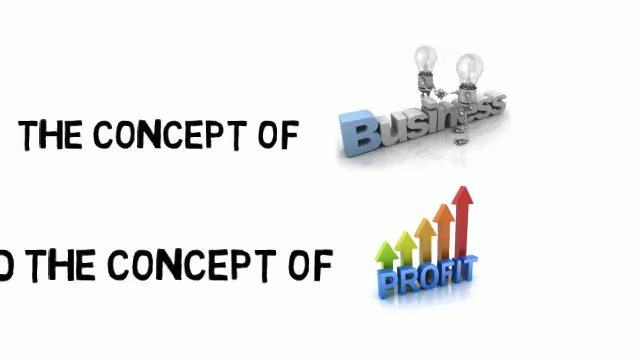 THE CONCEPT OF Business
D THE CONCEPT OF PROFIT